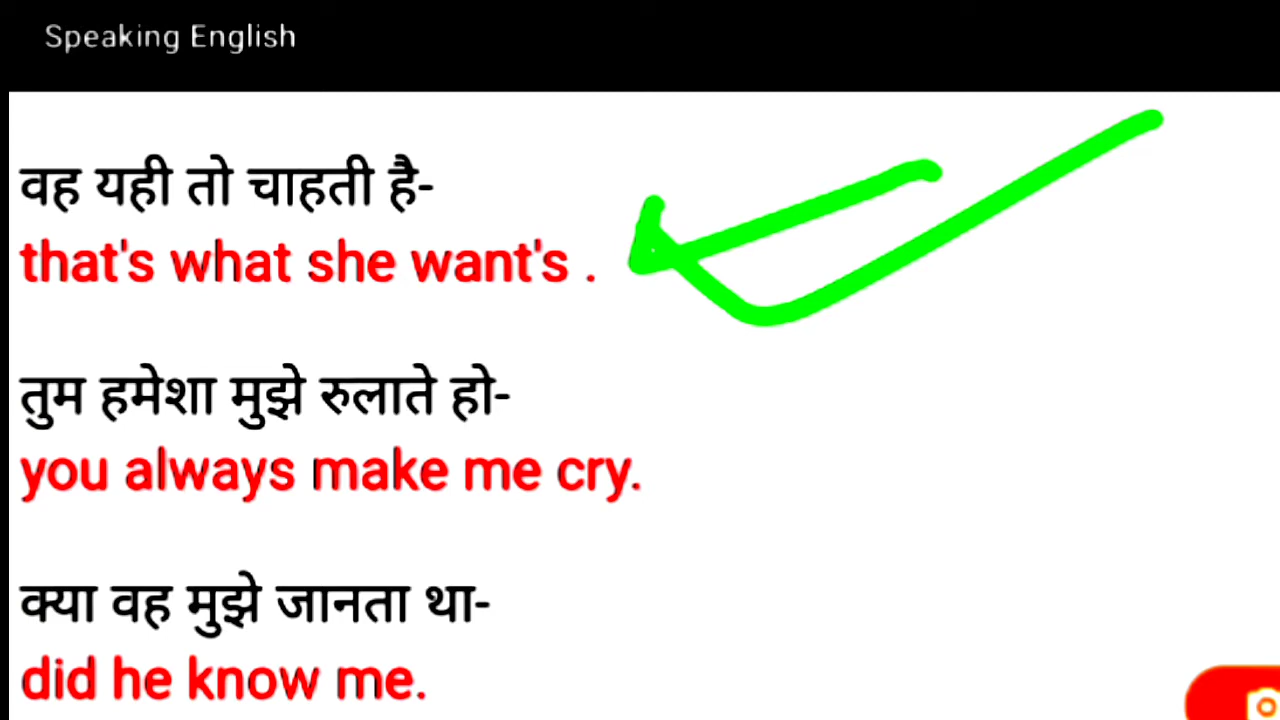 Speaking English
वह यही तो चाहती है-
that's what she want's .
तुम हमेशा मुझे रुलाते हो-
you always make me cry.
क्या वह मुझे जानता था-
did he know me.